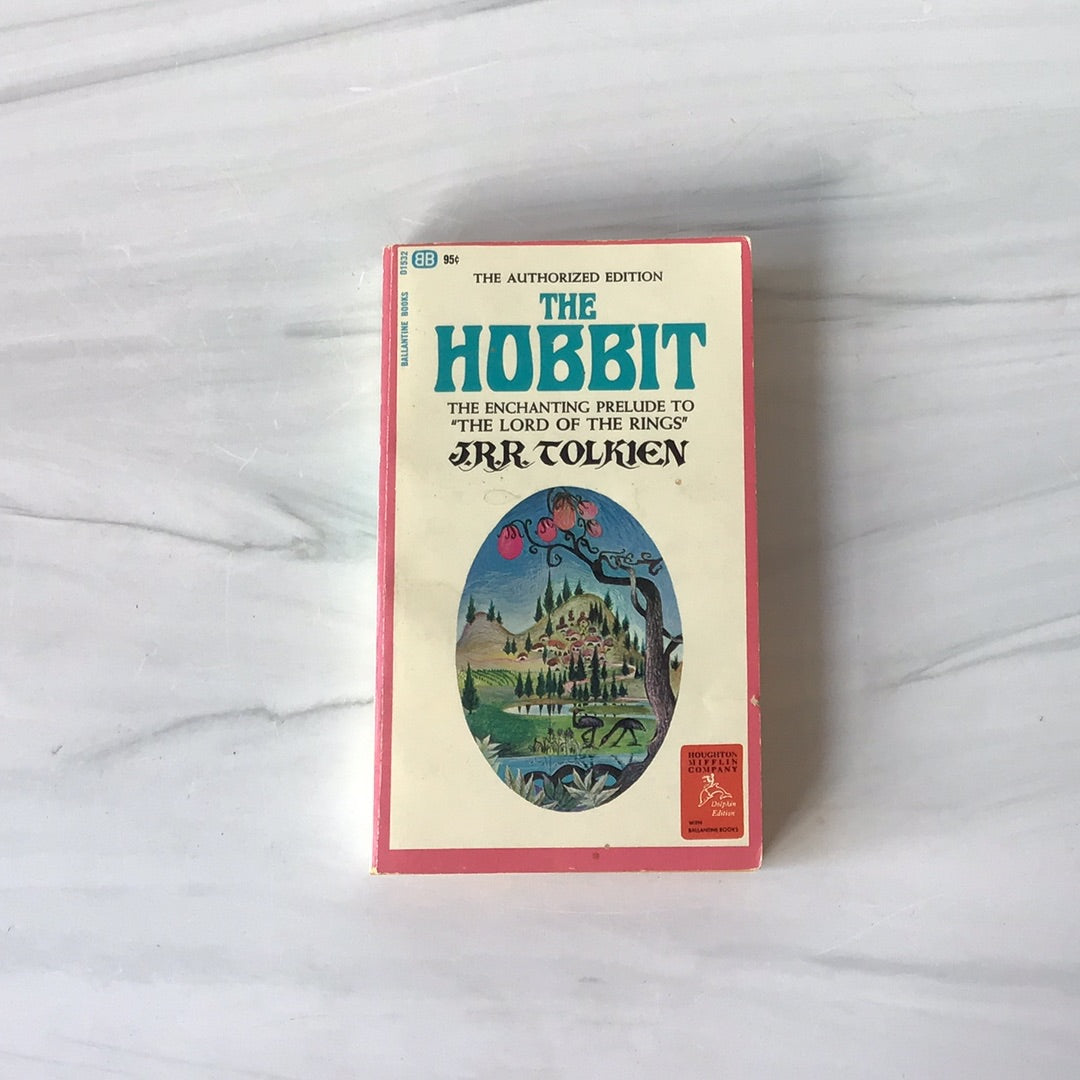 BALLANTINE BOOKS D1532
BB
95¢
THE AUTHORIZED EDITION
THE
HOBBIT
THE ENCHANTING PRELUDE TO
"THE LORD OF THE RINGS"
J.R.R. TOLKIEN
HOUGHTON
MIFFLIN
COMPANY
Dolphin
Edition
WITH
BALLANTINE BOOKS